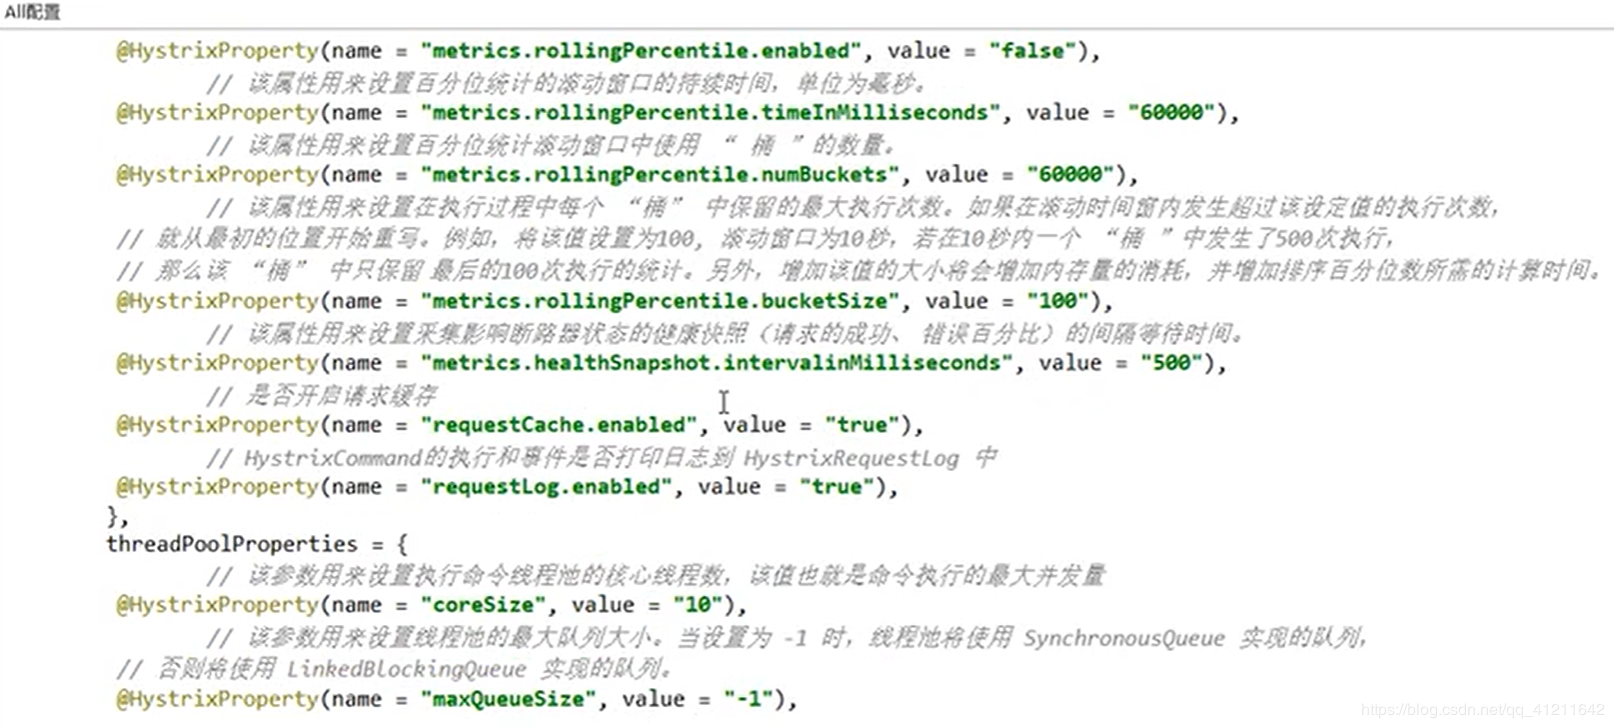 All配置
@HystrixProperty(name = "metrics.rollingPercentile.enabled", value = "false"),
// 该属性用来设置百分位统计的滚动窗口的持续时间，单位为毫秒。
@HystrixProperty(name = "metrics.rollingPercentile.timeInMilliseconds", value = "60000"),
// 该属性用来设置百分位统计滚动窗口中使用 “ 桶 ”的数量。
@HystrixProperty(name = "metrics.rollingPercentile.numBuckets", value = "60000"),
// 该属性用来设置在执行过程中每个 “桶” 中保留的最大执行次数。如果在滚动时间窗内发生超过该设定值的执行次数，
// 就从最初的位置开始重写。例如，将该值设置为100, 滚动窗口为10秒，若在10秒内一个 “桶 ”中发生了500次执行，
// 那么该 “桶” 中只保留 最后的100次执行的统计。另外，增加该值的大小将会增加内存量的消耗，并增加排序百分位数所需的计算时间。
@HystrixProperty(name = "metrics.rollingPercentile.bucketSize", value = "100"),
// 该属性用来设置采集影响断路器状态的健康快照（请求的成功、 错误百分比）的间隔等待时间。
@HystrixProperty(name = "metrics.healthSnapshot.intervalinMilliseconds", value = "500"),
// 是否开启请求缓存
@HystrixProperty(name = "requestCache.enabled", value = "true"),
// HystrixCommand的执行和事件是否打印日志到 HystrixRequestLog 中
@HystrixProperty(name = "requestLog.enabled", value = "true"),
},
threadPoolProperties = {
// 该参数用来设置执行命令线程池的核心线程数，该值也就是命令执行的最大并发量
@HystrixProperty(name = "coreSize", value = "10"),
// 该参数用来设置线程池的最大队列大小。当设置为 -1 时，线程池将使用 SynchronousQueue 实现的队列，
// 否则将使用 LinkedBlockingQueue 实现的队列。
@HystrixProperty(name = "maxQueueSize", value = "-1"),
https://blog.csdn.net/qq_41211642